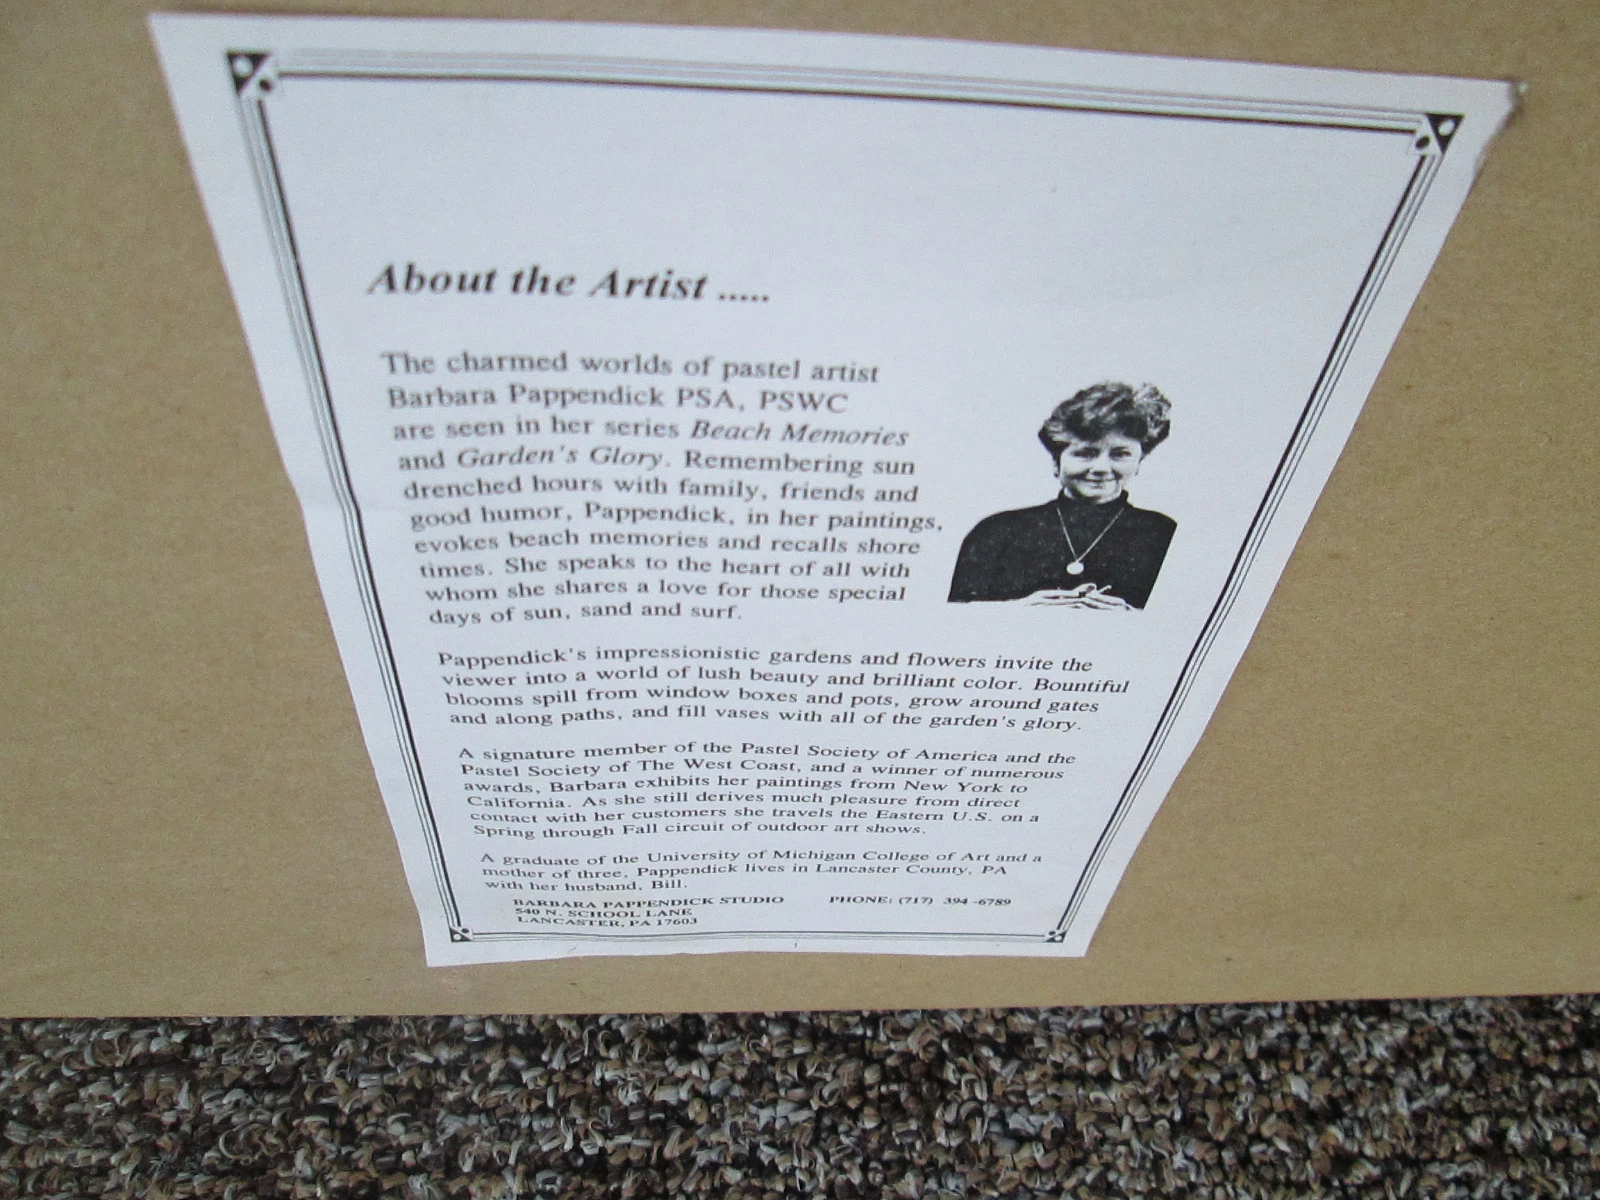 About the Artist .....
The charmed worlds of pastel artist
Barbara Pappendick PSA, PSWC
are seen in her series Beach Memories
and Garden's Glory. Remembering sun
drenched hours with family, friends and
good humor, Pappendick, in her paintings,
evokes beach memories and recalls shore
times. She speaks to the heart of all with
whom she shares a love for those special
days of sun, sand and surf.
Pappendick's impressionistic gardens and flowers invite the
viewer into a world of lush beauty and brilliant color. Bountiful
blooms spill from window boxes and pots, grow around gates
and along paths, and fill vases with all of the garden's glory.
A signature member of the Pastel Society of America and the
Pastel Society of The West Coast, and a winner of numerous
awards, Barbara exhibits her paintings from New York to
California. As she still derives much pleasure from direct
contact with her customers she travels the Eastern U.S. on a
Spring through Fall circuit of outdoor art shows.
A graduate of the University of Michigan College of Art and a
mother of three, Pappendick lives in Lancaster County, PA
with her husband, Bill.
BARBARA PAPPENDICK STUDIO PHONE: (717) 394 -6789
540 N. SCHOOL LANE
LANCASTER, PA 17603